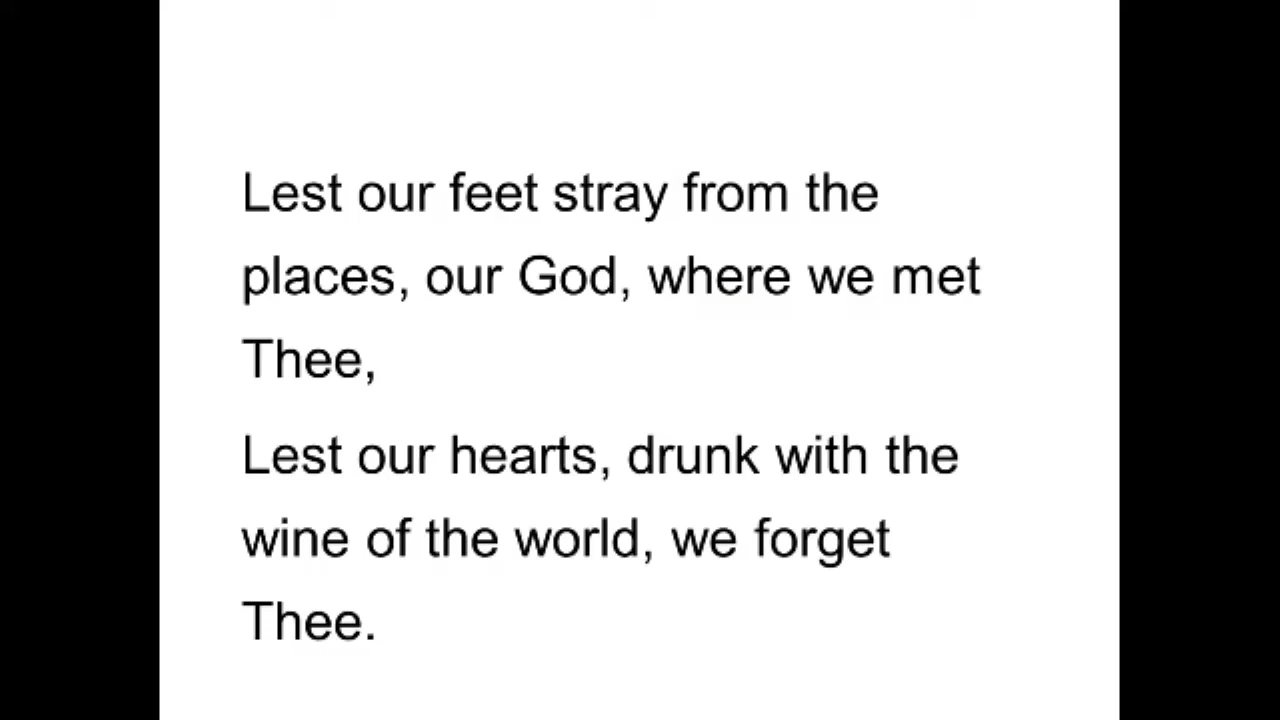 Lest our feet stray from the
places, our God, where we met
Thee,
Lest our hearts, drunk with the
wine of the world, we forget
Thee.